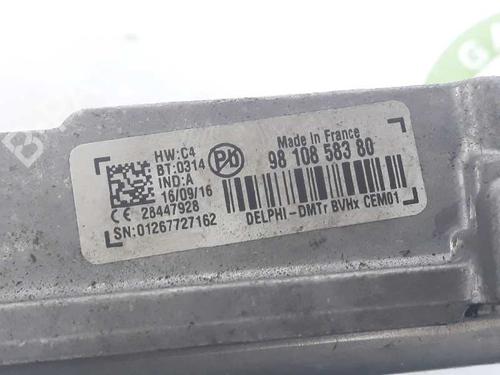 HW:C4
BT:0314
IND:A
16/09/16
CE 28447928
SN:01267727162
Made in France
98 108 583 80
DELPHI-DMTr BVHx CEM01